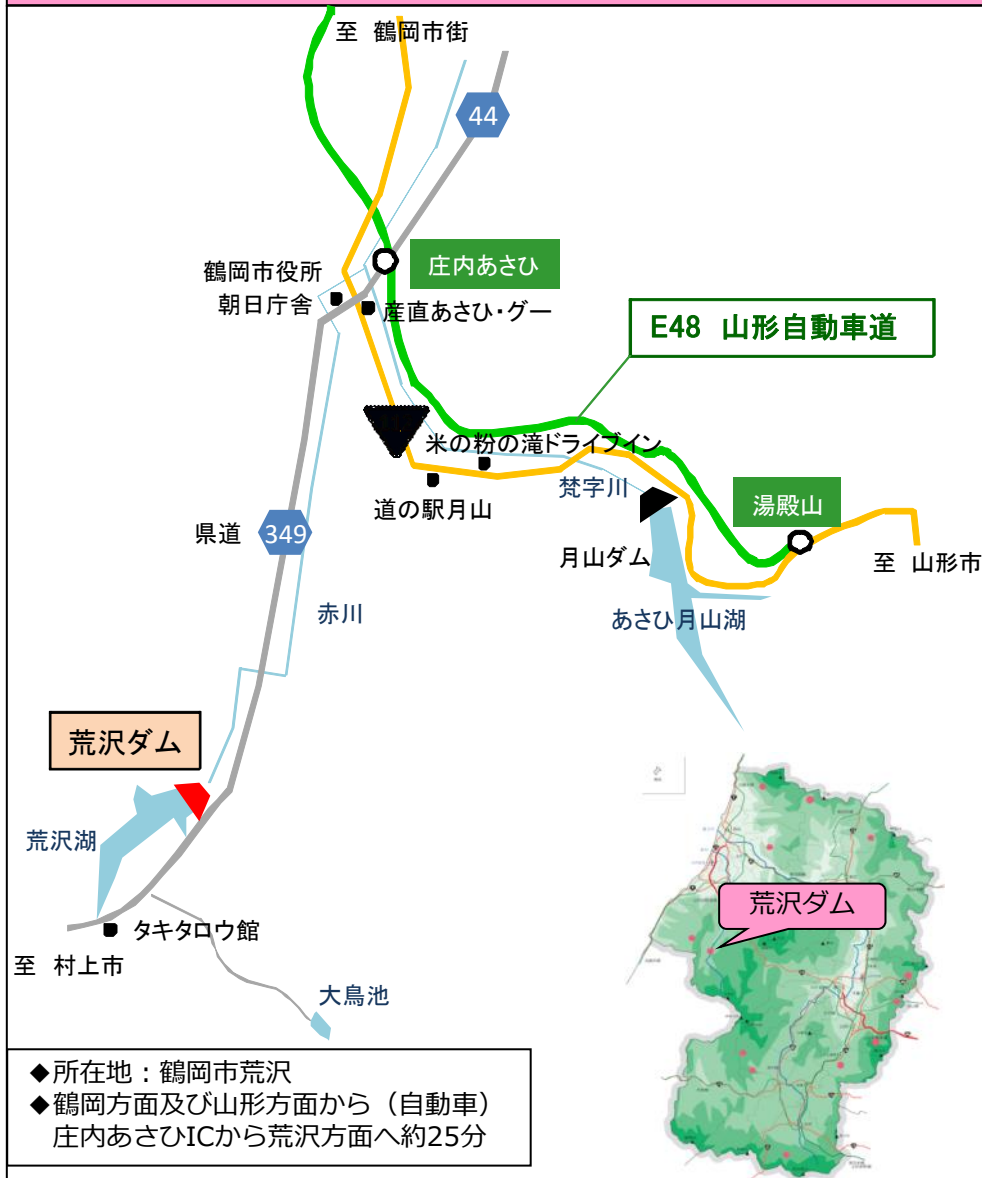 至 鶴岡市街
44
庄内あさひ
鶴岡市役所
朝日庁舎
産直あさひ・グー
E48 山形自動車道
米の粉の滝ドライブイン
道の駅月山
梵字川
湯殿山
県道
349
月山ダム
至 山形市
赤川
あさひ月山湖
荒沢ダム
荒沢湖
荒沢ダム
タキタロウ館
至 村上市
大鳥池
◆所在地：鶴岡市荒沢
◆鶴岡方面及び山形方面から（自動車）
庄内あさひICから荒沢方面へ約25分